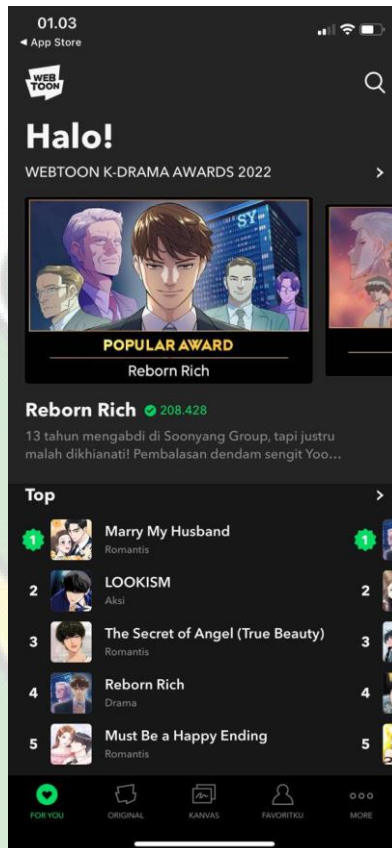 01.03
◀ App Store
WEB
TOON
Halo!
WEBTOON K-DRAMA AWARDS 2022
SY
POPULAR AWARD
Reborn Rich
Reborn Rich 208.428
13 tahun mengabdi di Soonyang Group, tapi justru
malah dikhianati! Pembalasan dendam sengit Yoo...
Top
1 Marry My Husband
Romantis
2 LOOKISM
Aksi
3 The Secret of Angel (True Beauty)
Romantis
4 Reborn Rich
Drama
5 Must Be a Happy Ending
Romantis
1
2
3
4
5
FOR YOU
ORIGINAL
KANVAS
FAVORITKU
MORE